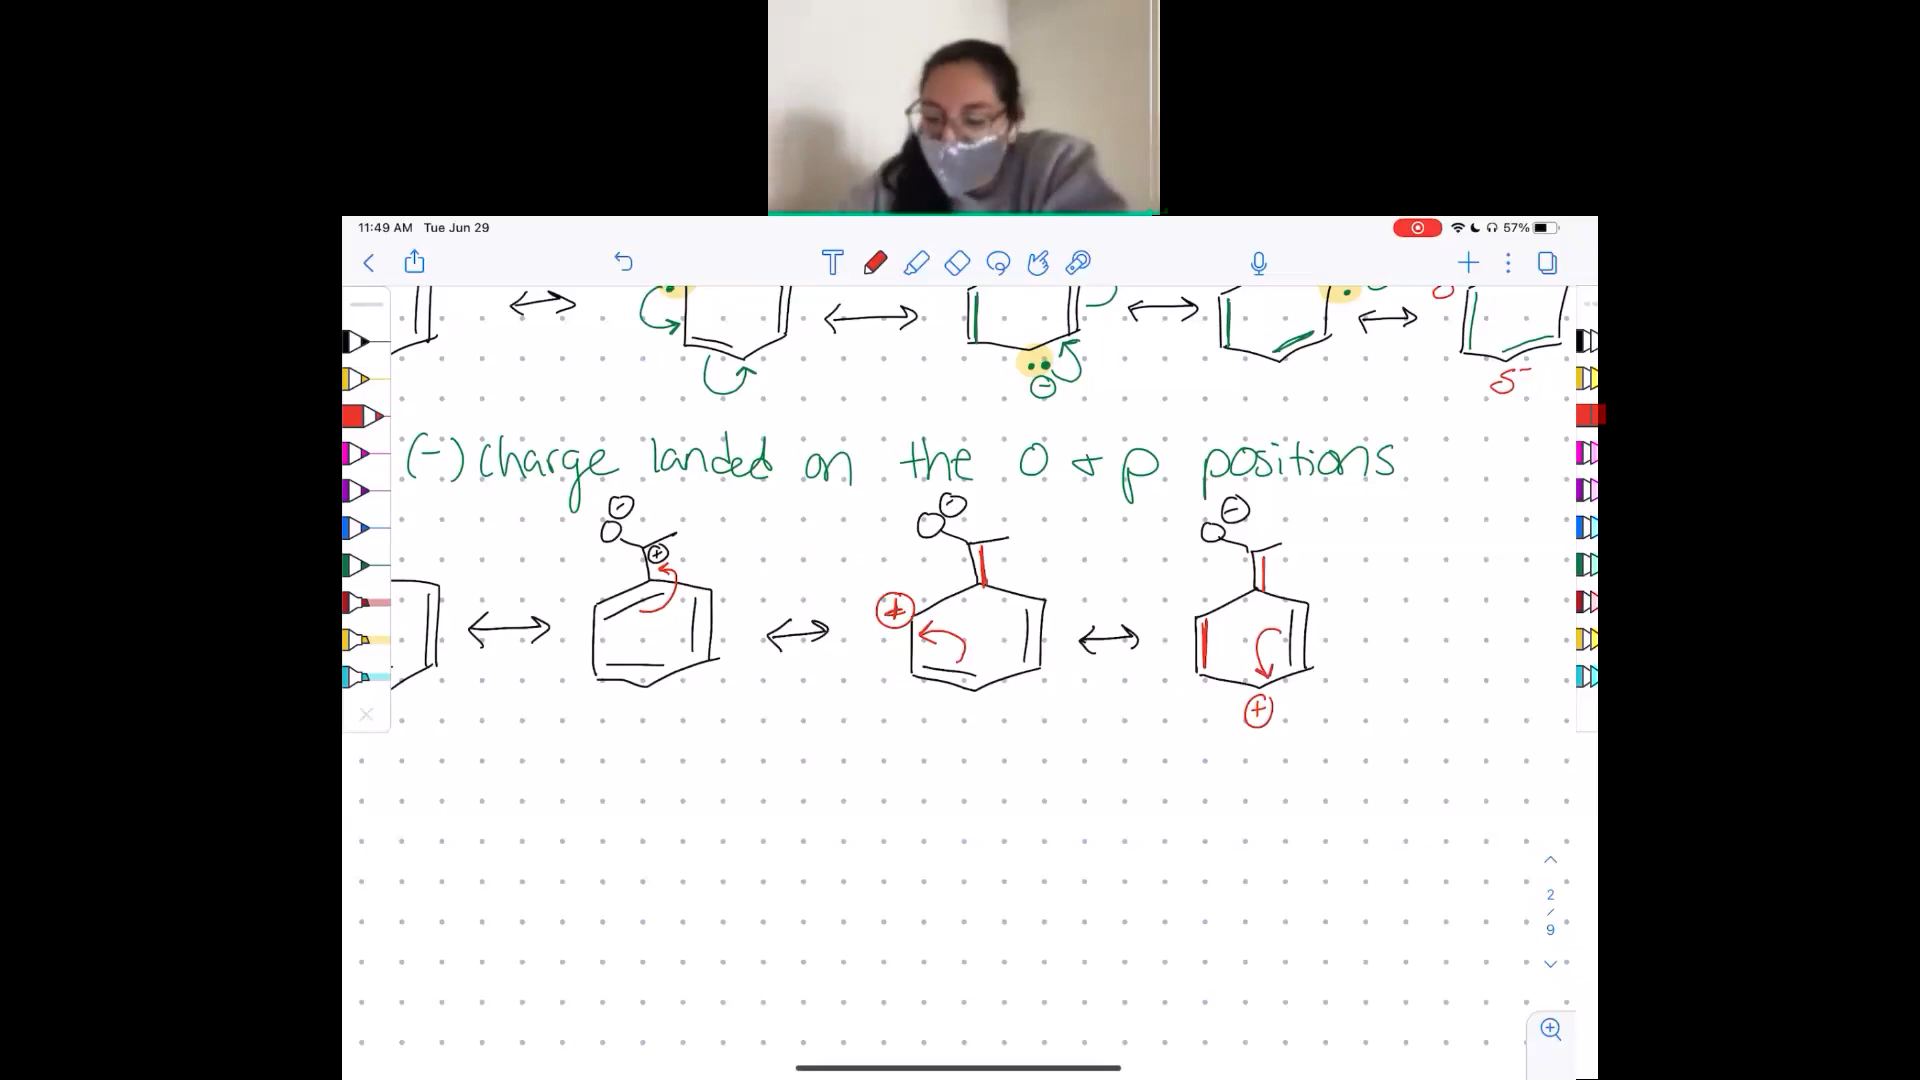 11:49 AM Tue Jun 29
57%
T
δ-
(-) charge landed on the o + p positions
O
O
O
2
/
9